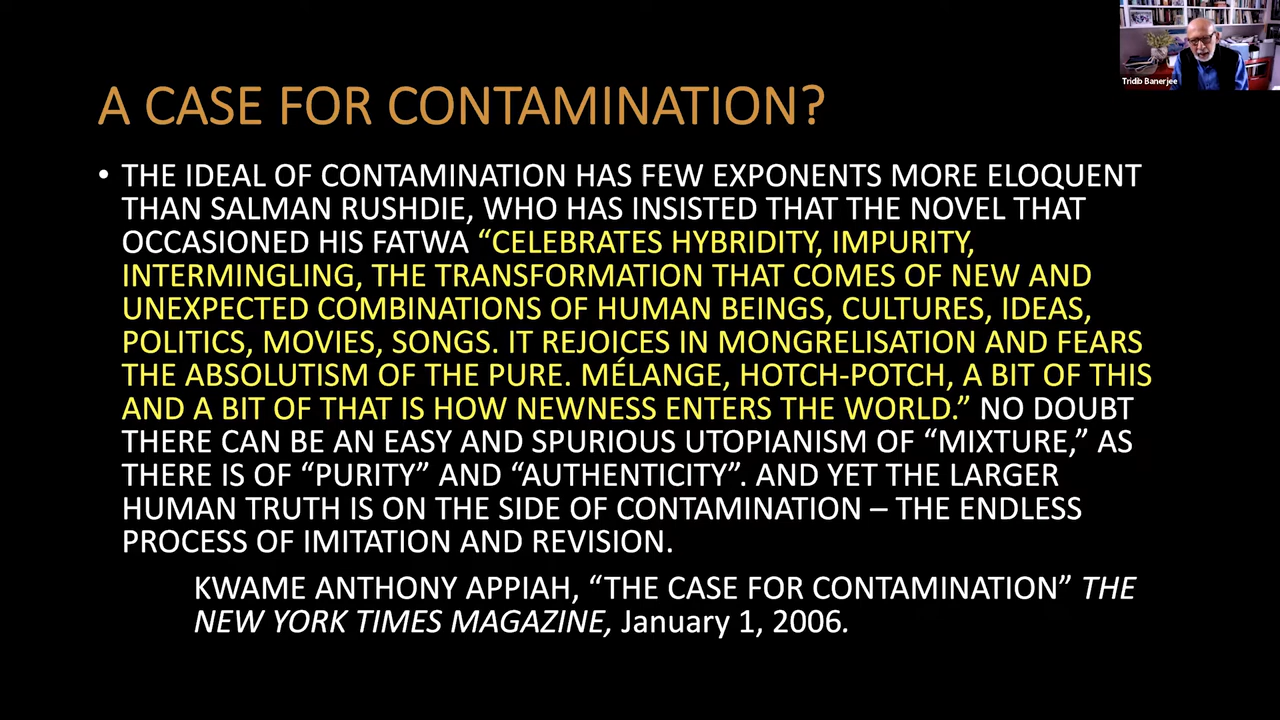 Tridib Banerjee
A CASE FOR CONTAMINATION?
• THE IDEAL OF CONTAMINATION HAS FEW EXPONENTS MORE ELOQUENT
THAN SALMAN RUSHDIE, WHO HAS INSISTED THAT THE NOVEL THAT
OCCASIONED HIS FATWA “CELEBRATES HYBRIDITY, IMPURITY,
INTERMINGLING, THE TRANSFORMATION THAT COMES OF NEW AND
UNEXPECTED COMBINATIONS OF HUMAN BEINGS, CULTURES, IDEAS,
POLITICS, MOVIES, SONGS. IT REJOICES IN MONGRELISATION AND FEARS
THE ABSOLUTISM OF THE PURE. MÉLANGE, HOTCH-POTCH, A BIT OF THIS
AND A BIT OF THAT IS HOW NEWNESS ENTERS THE WORLD.” NO DOUBT
THERE CAN BE AN EASY AND SPURIOUS UTOPIANISM OF “MIXTURE,” AS
THERE IS OF “PURITY” AND “AUTHENTICITY”. AND YET THE LARGER
HUMAN TRUTH IS ON THE SIDE OF CONTAMINATION – THE ENDLESS
PROCESS OF IMITATION AND REVISION.
KWAME ANTHONY APPIAH, “THE CASE FOR CONTAMINATION” THE
NEW YORK TIMES MAGAZINE, January 1, 2006.